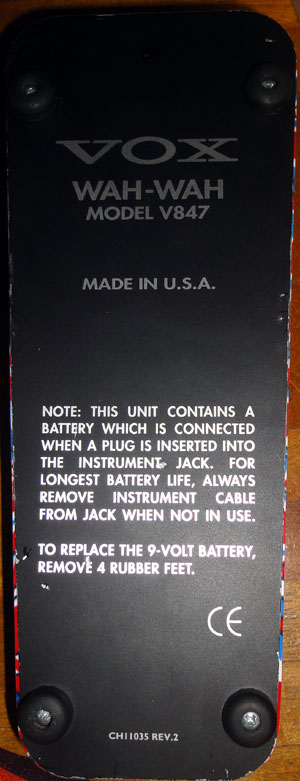 VOX
WAH-WAH
MODEL V847
MADE IN U.S.A.
NOTE: THIS UNIT CONTAINS A
BATTERY WHICH IS CONNECTED
WHEN A PLUG IS INSERTED INTO
THE INSTRUMENT JACK. FOR
LONGEST BATTERY LIFE, ALWAYS
REMOVE INSTRUMENT CABLE
FROM JACK WHEN NOT IN USE.
TO REPLACE THE 9-VOLT BATTERY,
REMOVE 4 RUBBER FEET.
CE
CH11035 REV.2